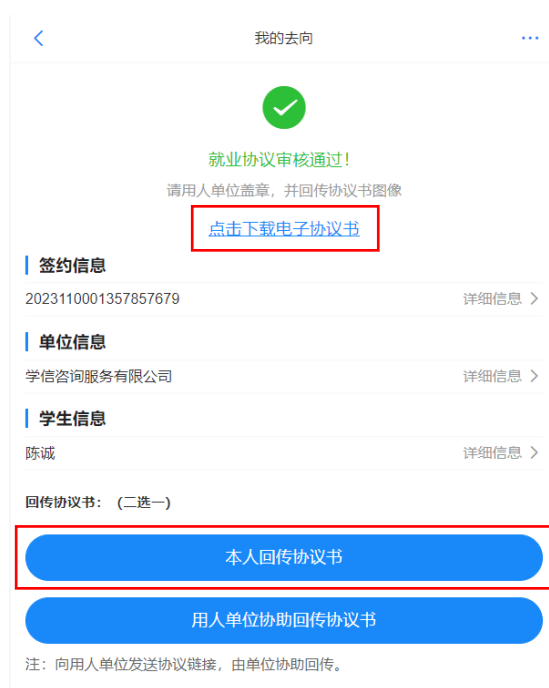 我的去向
就业协议审核通过！
请用人单位盖章，并回传协议书图像
点击下载电子协议书
签约信息
2023110001357857679 详细信息
单位信息
学信咨询服务有限公司 详细信息
学生信息
陈诚 详细信息
回传协议书：（二选一）
本人回传协议书
用人单位协助回传协议书
注：向用人单位发送协议链接，由单位协助回传。